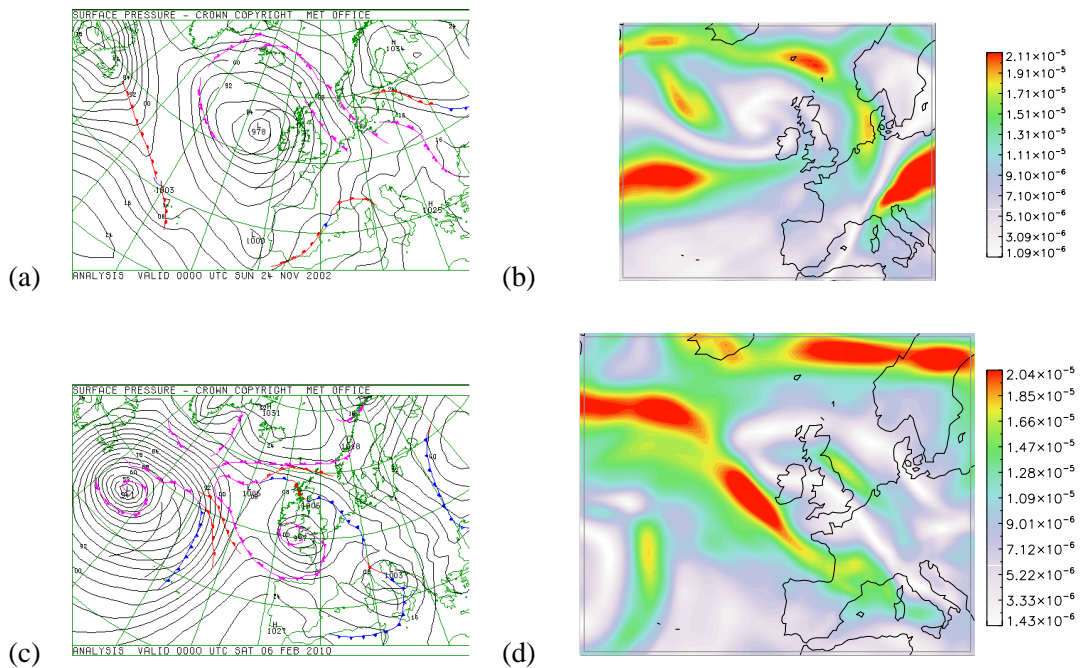 SURFACE PRESSURE – CROWN COPYRIGHT MET OFFICE
H
1034
L
978
1003
H
1025
L
1000
ANALYSIS VALID 0000 UTC SUN 24 NOV 2002
(a)
2.11×10⁻⁵
1.91×10⁻⁵
1.71×10⁻⁵
1.51×10⁻⁵
1.31×10⁻⁵
1.11×10⁻⁵
9.10×10⁻⁶
7.10×10⁻⁶
5.10×10⁻⁶
3.09×10⁻⁶
1.09×10⁻⁶
(b)
SURFACE PRESSURE – CROWN COPYRIGHT MET OFFICE
H
1031
1018
1003
H
1027
ANALYSIS VALID 0000 UTC SAT 06 FEB 2010
(c)
2.04×10⁻⁵
1.85×10⁻⁵
1.66×10⁻⁵
1.47×10⁻⁵
1.28×10⁻⁵
1.09×10⁻⁵
9.01×10⁻⁶
7.12×10⁻⁶
5.22×10⁻⁶
3.33×10⁻⁶
1.43×10⁻⁶
(d)